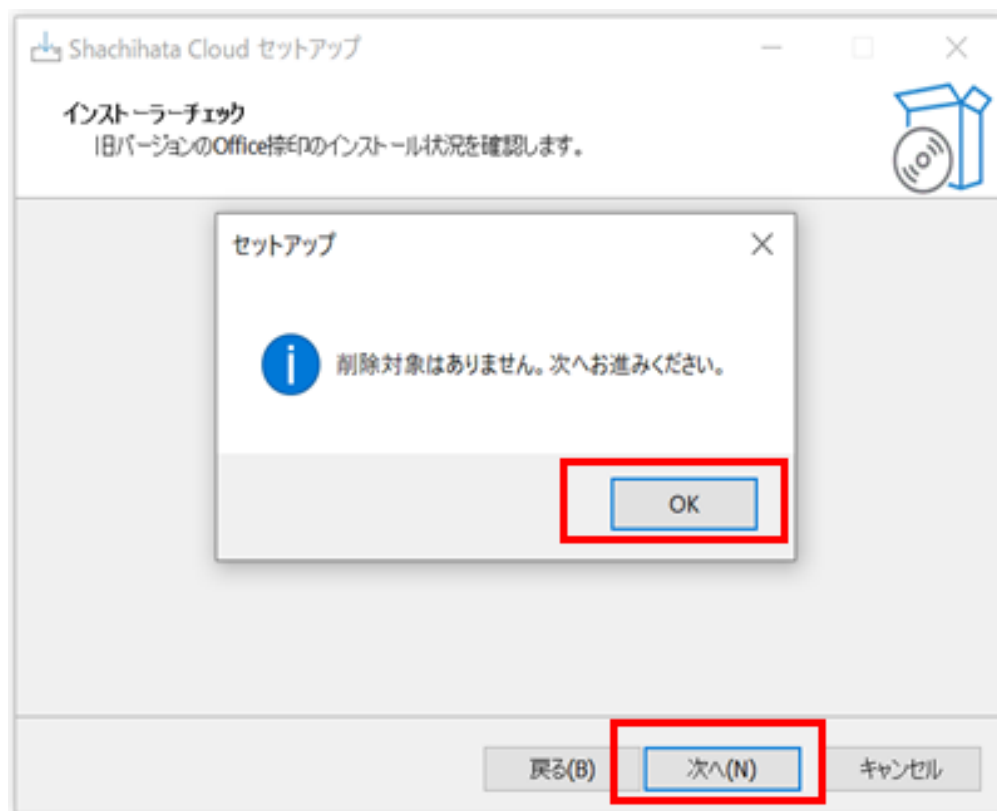 Shachihata Cloud セットアップ
インストーラーチェック
旧バージョンのOffice捺印のインストール状況を確認します。
セットアップ
削除対象はありません。次へお進みください。
OK
戻る(B)
次へ(N)
キャンセル